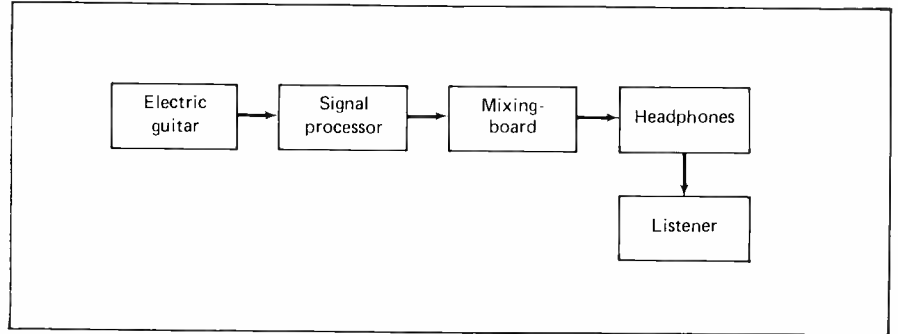 Electric
guitar
Signal
processor
Mixing-
board
Headphones
Listener